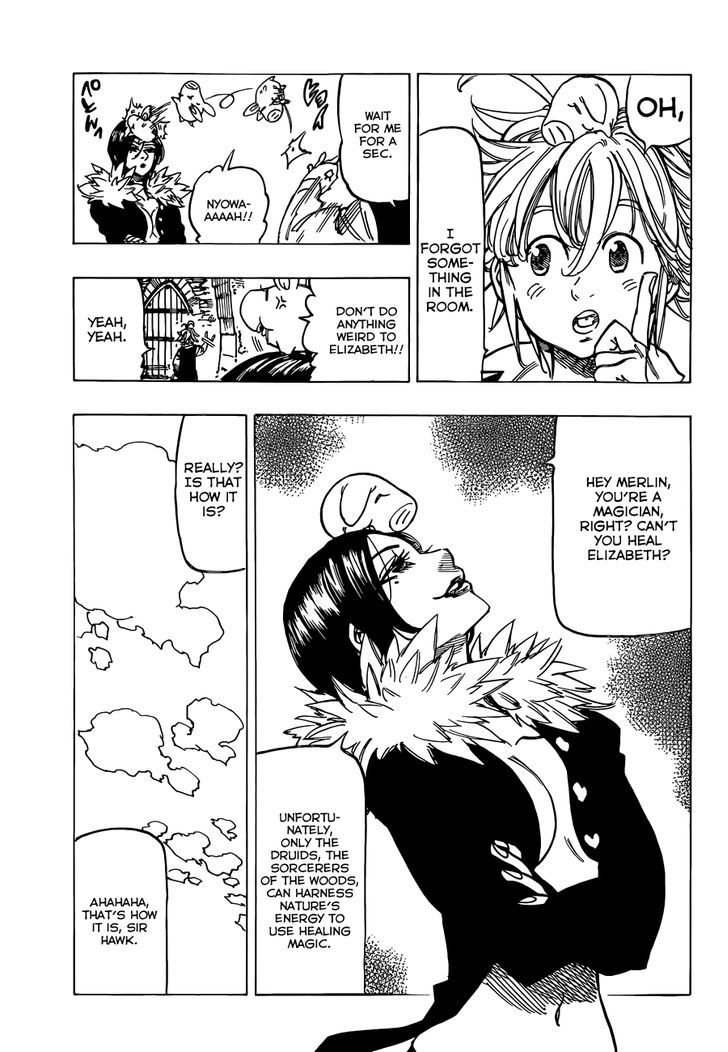 OH,
I
FORGOT
SOME-
THING
IN THE
ROOM.
WAIT
FOR ME
FOR A
SEC.
NYOWA-
AAAAH!!
DON'T DO
ANYTHING
WEIRD TO
ELIZABETH!!
YEAH,
YEAH.
HEY MERLIN,
YOU'RE A
MAGICIAN,
RIGHT? CAN'T
YOU HEAL
ELIZABETH?
UNFORTU-
NATELY,
ONLY THE
DRUIDS, THE
SORCERERS
OF THE WOODS,
CAN HARNESS
NATURE'S
ENERGY TO
USE HEALING
MAGIC.
REALLY?
IS THAT
HOW IT
IS?
AHAHAHA,
THAT'S HOW
IT IS, SIR
HAWK.